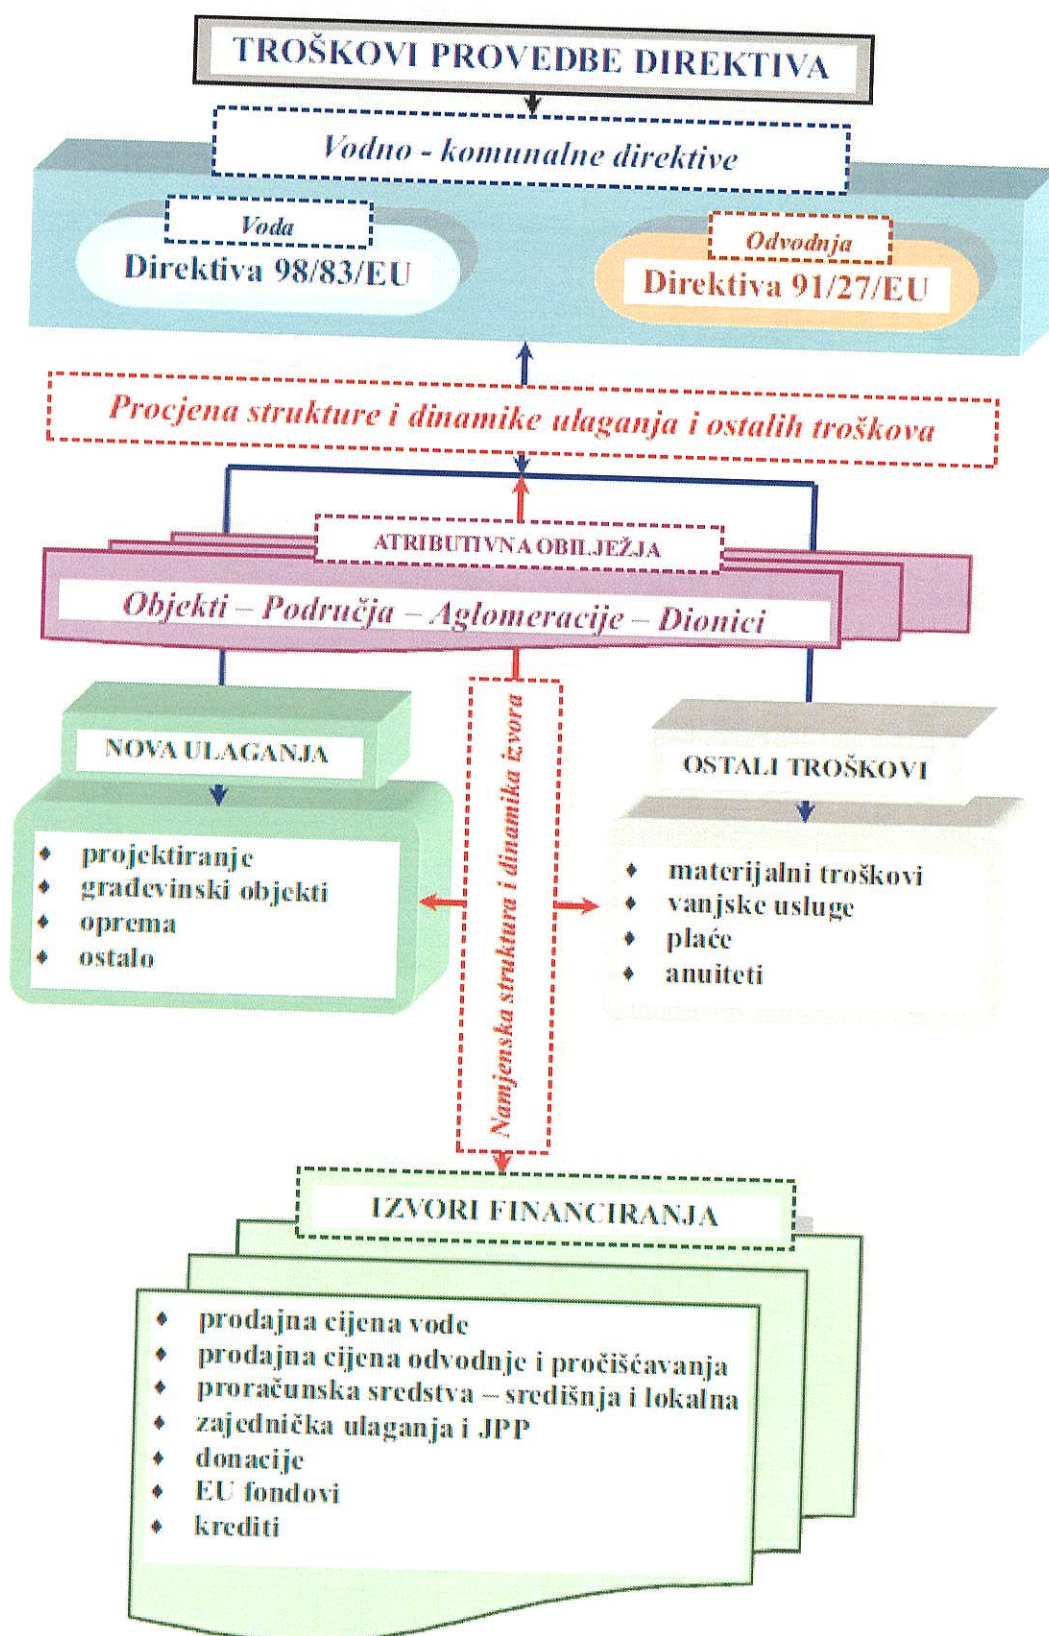 TROŠKOVI PROVEDBE DIREKTIVA
Vodno - komunalne direktive
Voda
Direktiva 98/83/EU
Odvodnja
Direktiva 91/27/EU
Procjena strukture i dinamike ulaganja i ostalih troškova
ATRIBUTIVNA OBILJEŽJA
Objekti – Područja – Aglomeracije – Dionici
NOVA ULAGANJA
♦ projektiranje
♦ građevinski objekti
♦ oprema
♦ ostalo
Namjenska struktura i dinamika izvora
OSTALI TROŠKOVI
♦ materijalni troškovi
♦ vanjske usluge
♦ plaće
♦ anuiteti
IZVORI FINANCIRANJA
♦ prodajna cijena vode
♦ prodajna cijena odvodnje i pročišćavanja
♦ proračunska sredstva – središnja i lokalna
♦ zajednička ulaganja i JPP
♦ donacije
♦ EU fondovi
♦ krediti